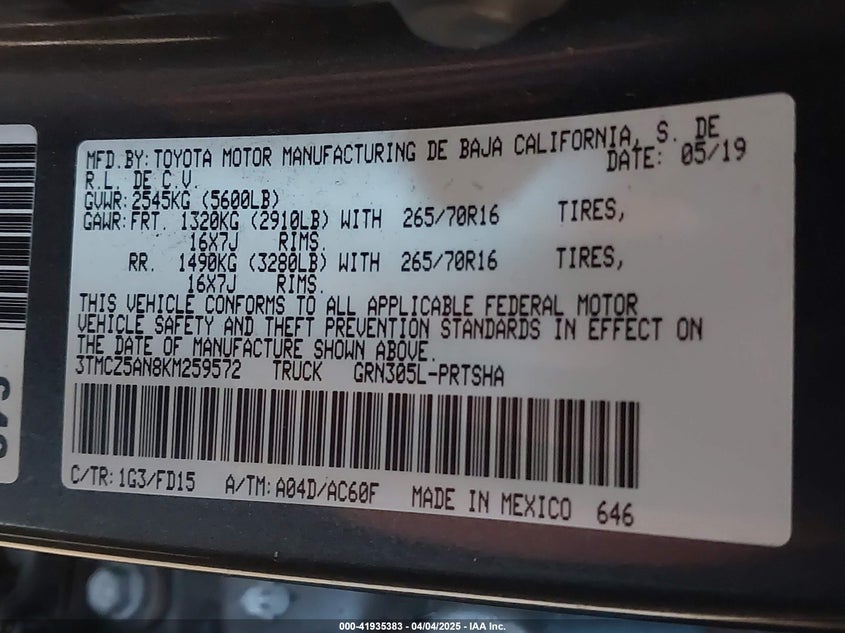 MFD.BY:TOYOTA MOTOR MANUFACTURING DE BAJA CALIFORNIA, S. DE
R.L. DE C.V. DATE: 05/19
GVWR:2545KG (5600LB)
GAWR:FRT. 1320KG (2910LB) WITH 265/70R16 TIRES,
16X7J RIMS.
RR. 1490KG (3280LB) WITH 265/70R16 TIRES,
16X7J RIMS.
THIS VEHICLE CONFORMS TO ALL APPLICABLE FEDERAL MOTOR
VEHICLE SAFETY AND THEFT PREVENTION STANDARDS IN EFFECT ON
THE DATE OF MANUFACTURE SHOWN ABOVE.
3TMCZ5AN8KM259572 TRUCK GRN305L-PRTSHA
C/TR:1G3/FD15 A/TM:A04D/AC60F MADE IN MEXICO 646
000-41935383 - 04/04/2025 - IAA Inc.